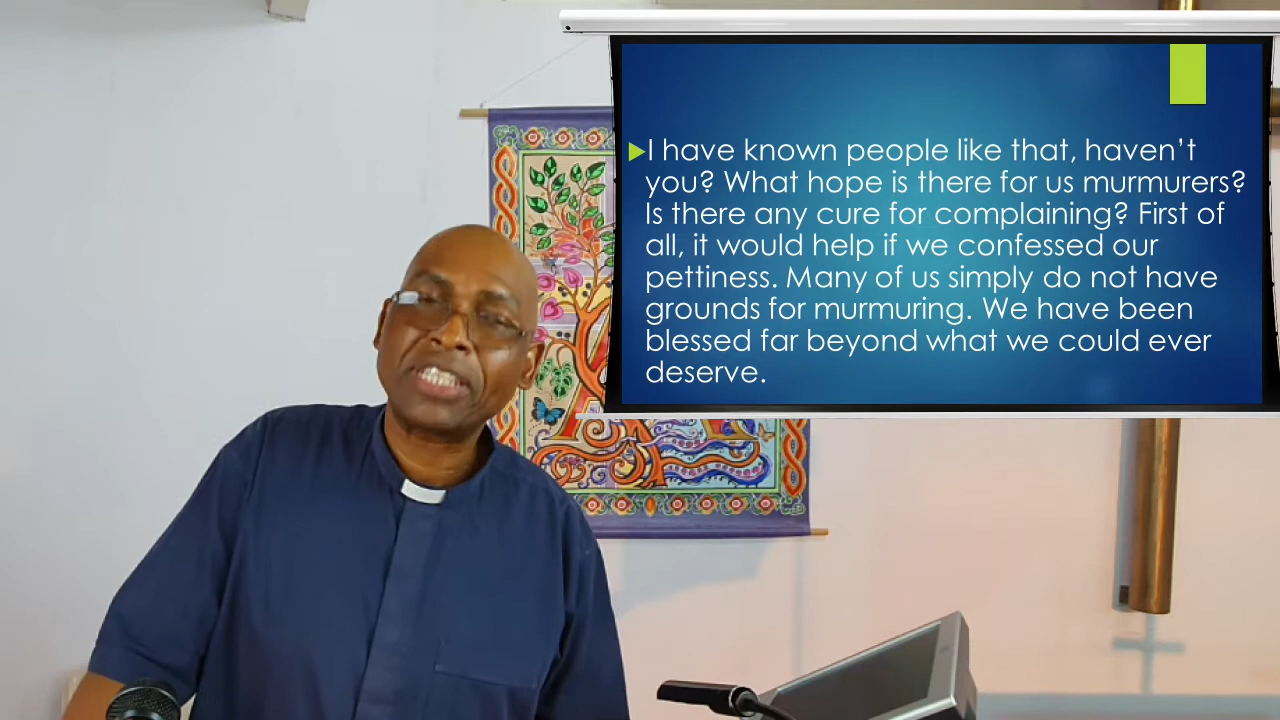 I have known people like that, haven’t
you? What hope is there for us murmurers?
Is there any cure for complaining? First of
all, it would help if we confessed our
pettiness. Many of us simply do not have
grounds for murmuring. We have been
blessed far beyond what we could ever
deserve.